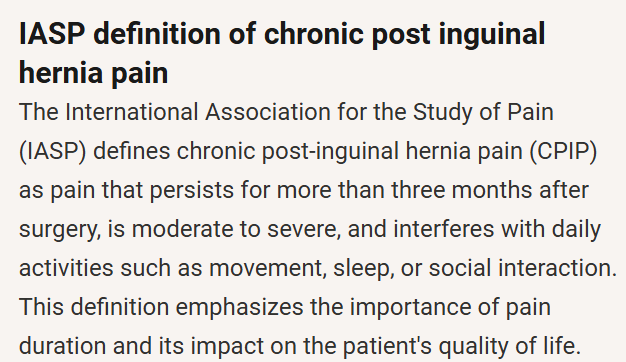 IASP definition of chronic post inguinal
hernia pain
The International Association for the Study of Pain
(IASP) defines chronic post-inguinal hernia pain (CPIP)
as pain that persists for more than three months after
surgery, is moderate to severe, and interferes with daily
activities such as movement, sleep, or social interaction.
This definition emphasizes the importance of pain
duration and its impact on the patient's quality of life.